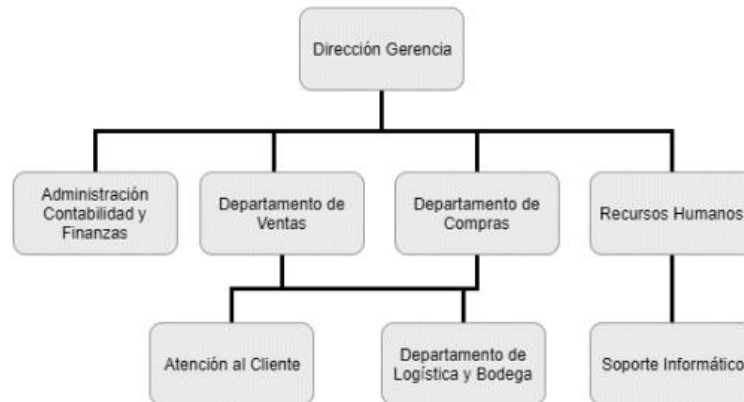 Dirección Gerencia
Administración
Contabilidad y
Finanzas
Departamento de
Ventas
Departamento de
Compras
Recursos Humanos
Atención al Cliente
Departamento de
Logística y Bodega
Soporte Informático